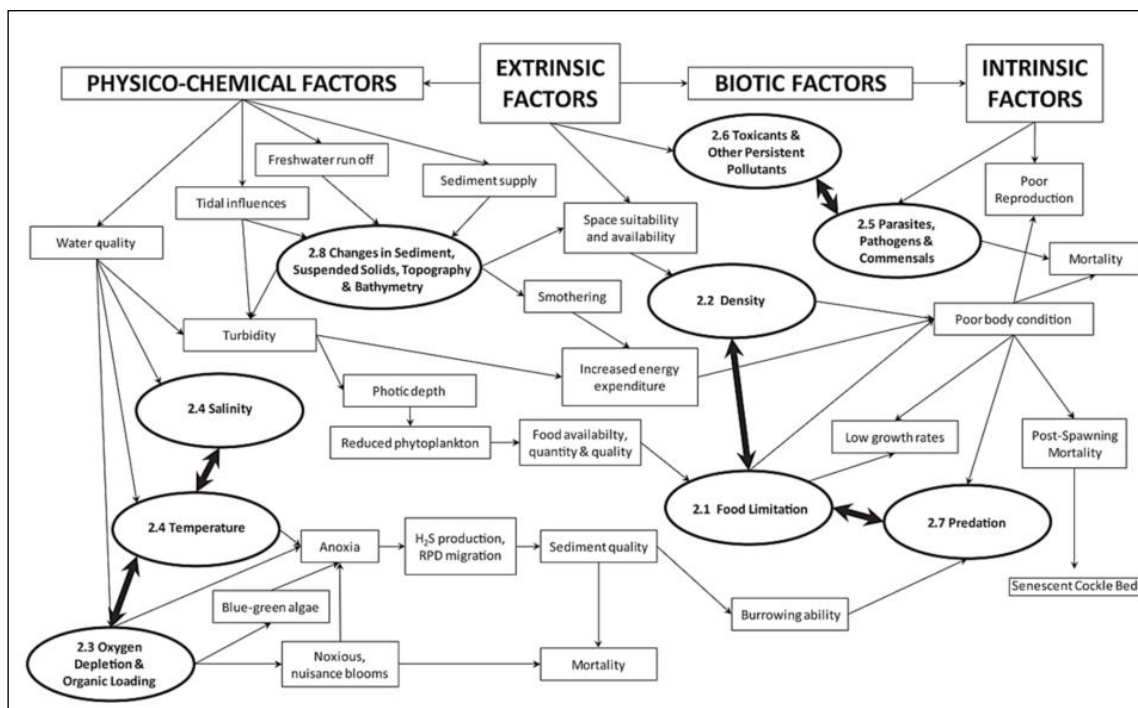 EXTRINSIC
FACTORS
INTRINSIC
FACTORS
PHYSICO-CHEMICAL FACTORS
BIOTIC FACTORS
2.6 Toxicants &
Other Persistent
Pollutants
Freshwater run off
Sediment supply
Poor
Reproduction
Tidal influences
Space suitability
and availability
2.5 Parasites,
Pathogens &
Commensals
Water quality
2.8 Changes in Sediment,
Suspended Solids, Topography
& Bathymetry
Mortality
Smothering
2.2 Density
Poor body condition
Turbidity
Increased energy
expenditure
Photic depth
2.4 Salinity
Reduced phytoplankton
Food availabilty,
quantity & quality
Low growth rates
Post-Spawning
Mortality
2.4 Temperature
2.1 Food Limitation
2.7 Predation
Anoxia
H₂S production,
RPD migration
Sediment quality
Senescent Cockle Bed
Blue-green algae
Burrowing ability
2.3 Oxygen
Depletion &
Organic Loading
Noxious,
nuisance blooms
Mortality